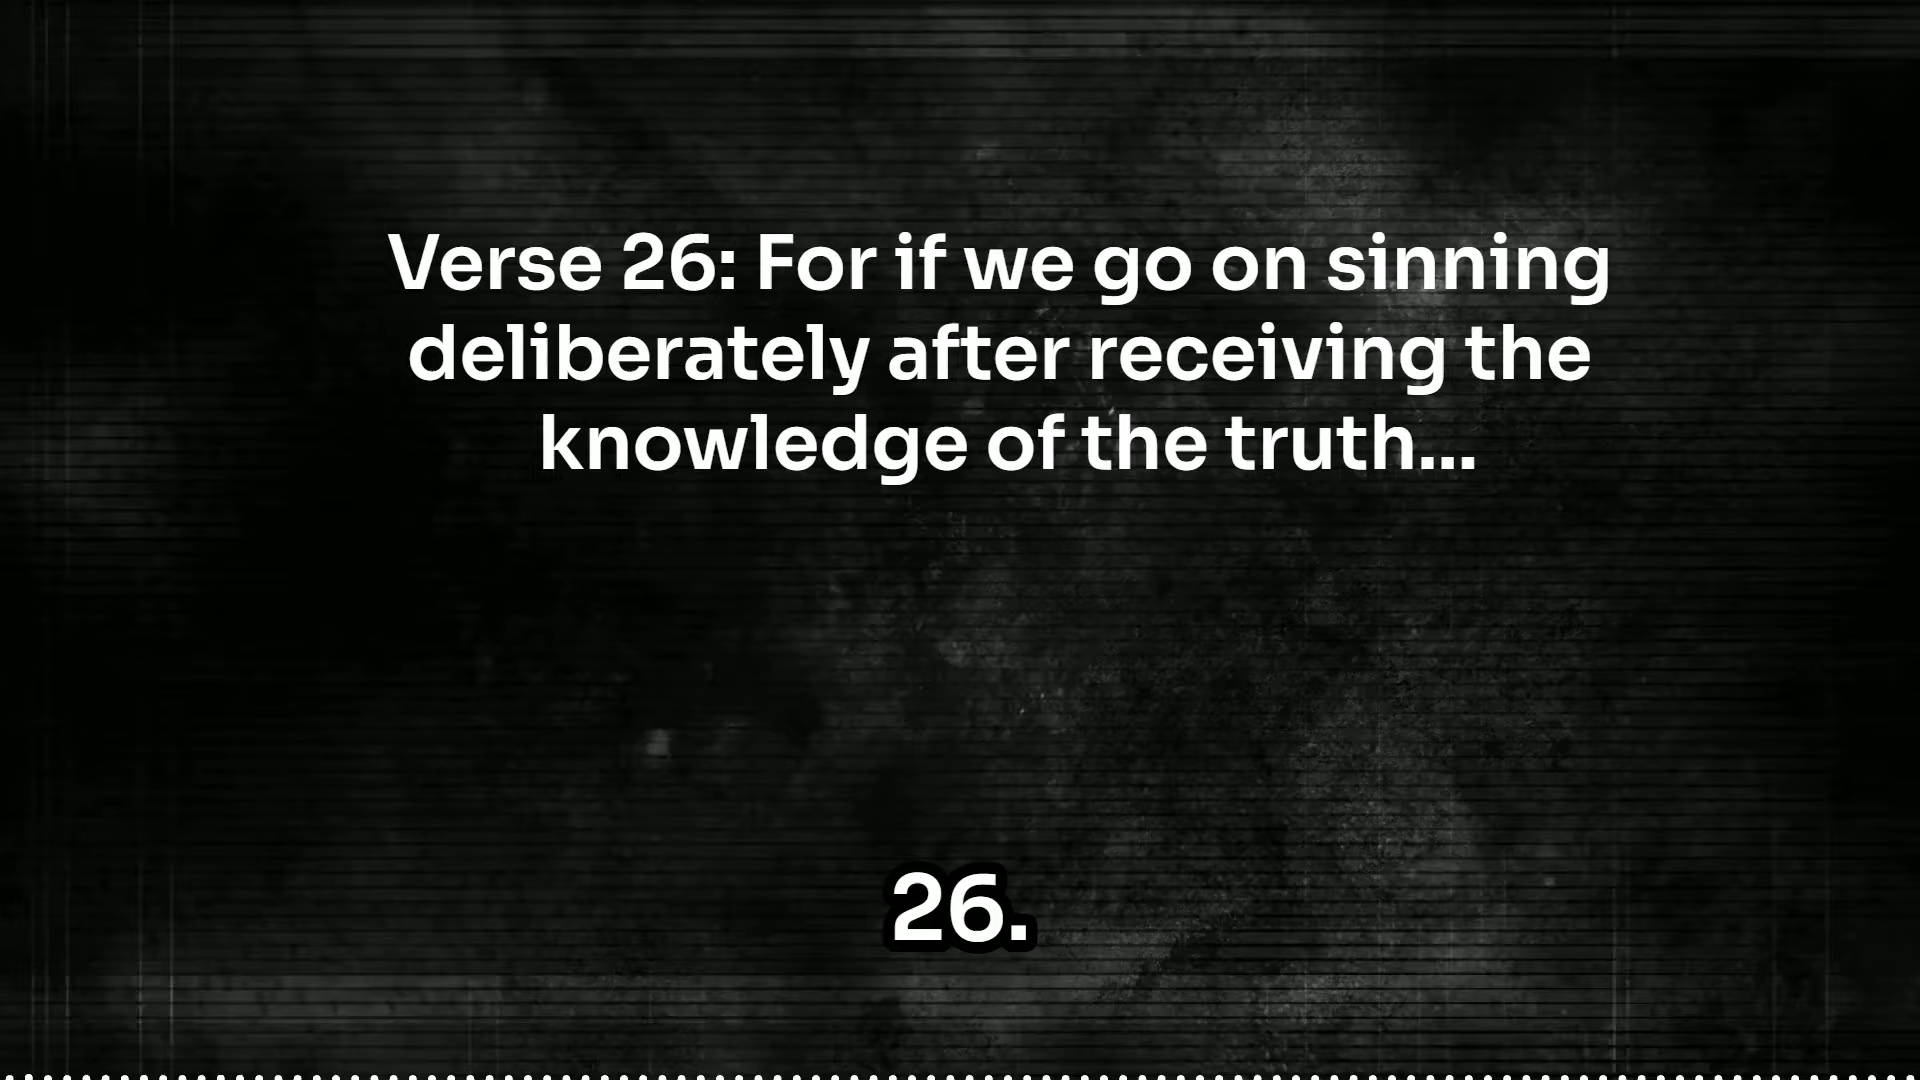 Verse 26: For if we go on sinning
deliberately after receiving the
knowledge of the truth...
26.